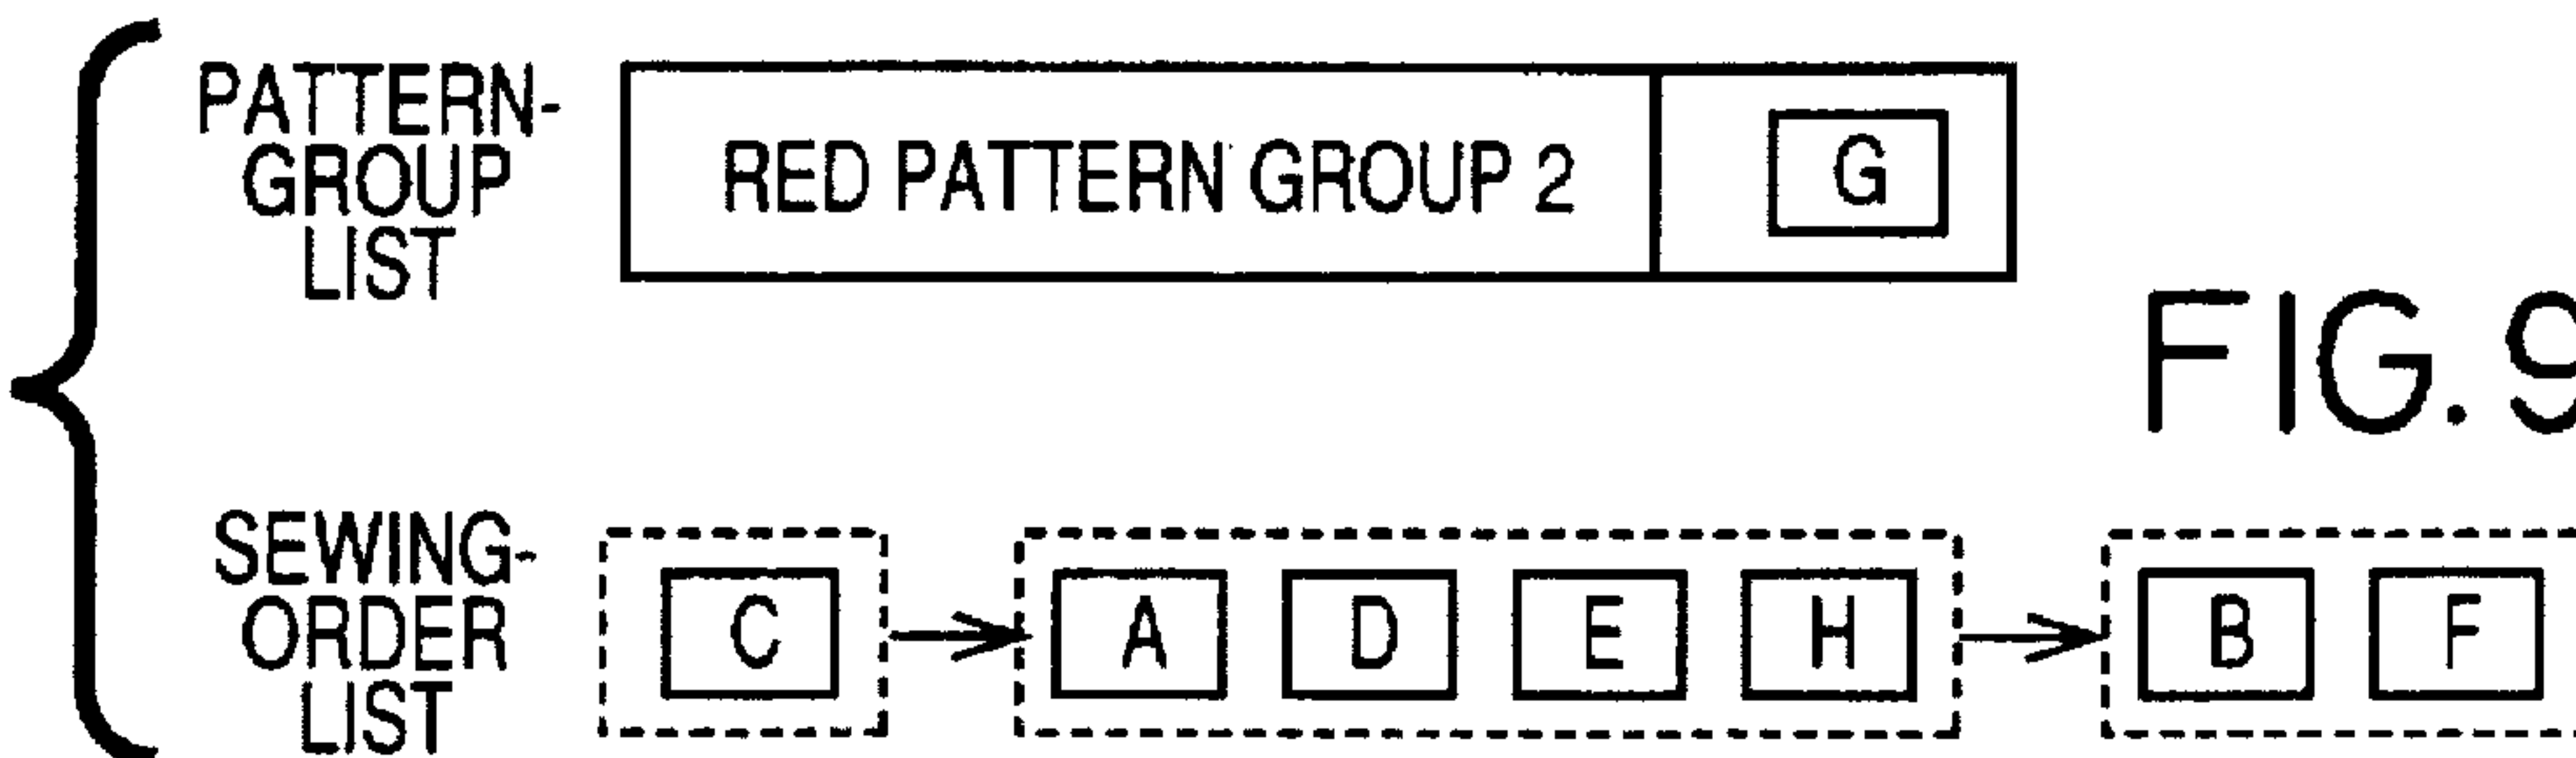 PATTERN-
GROUP
LIST
RED PATTERN GROUP 2
G
FIG. 9
SEWING-
ORDER
LIST
C
A D E H
B F